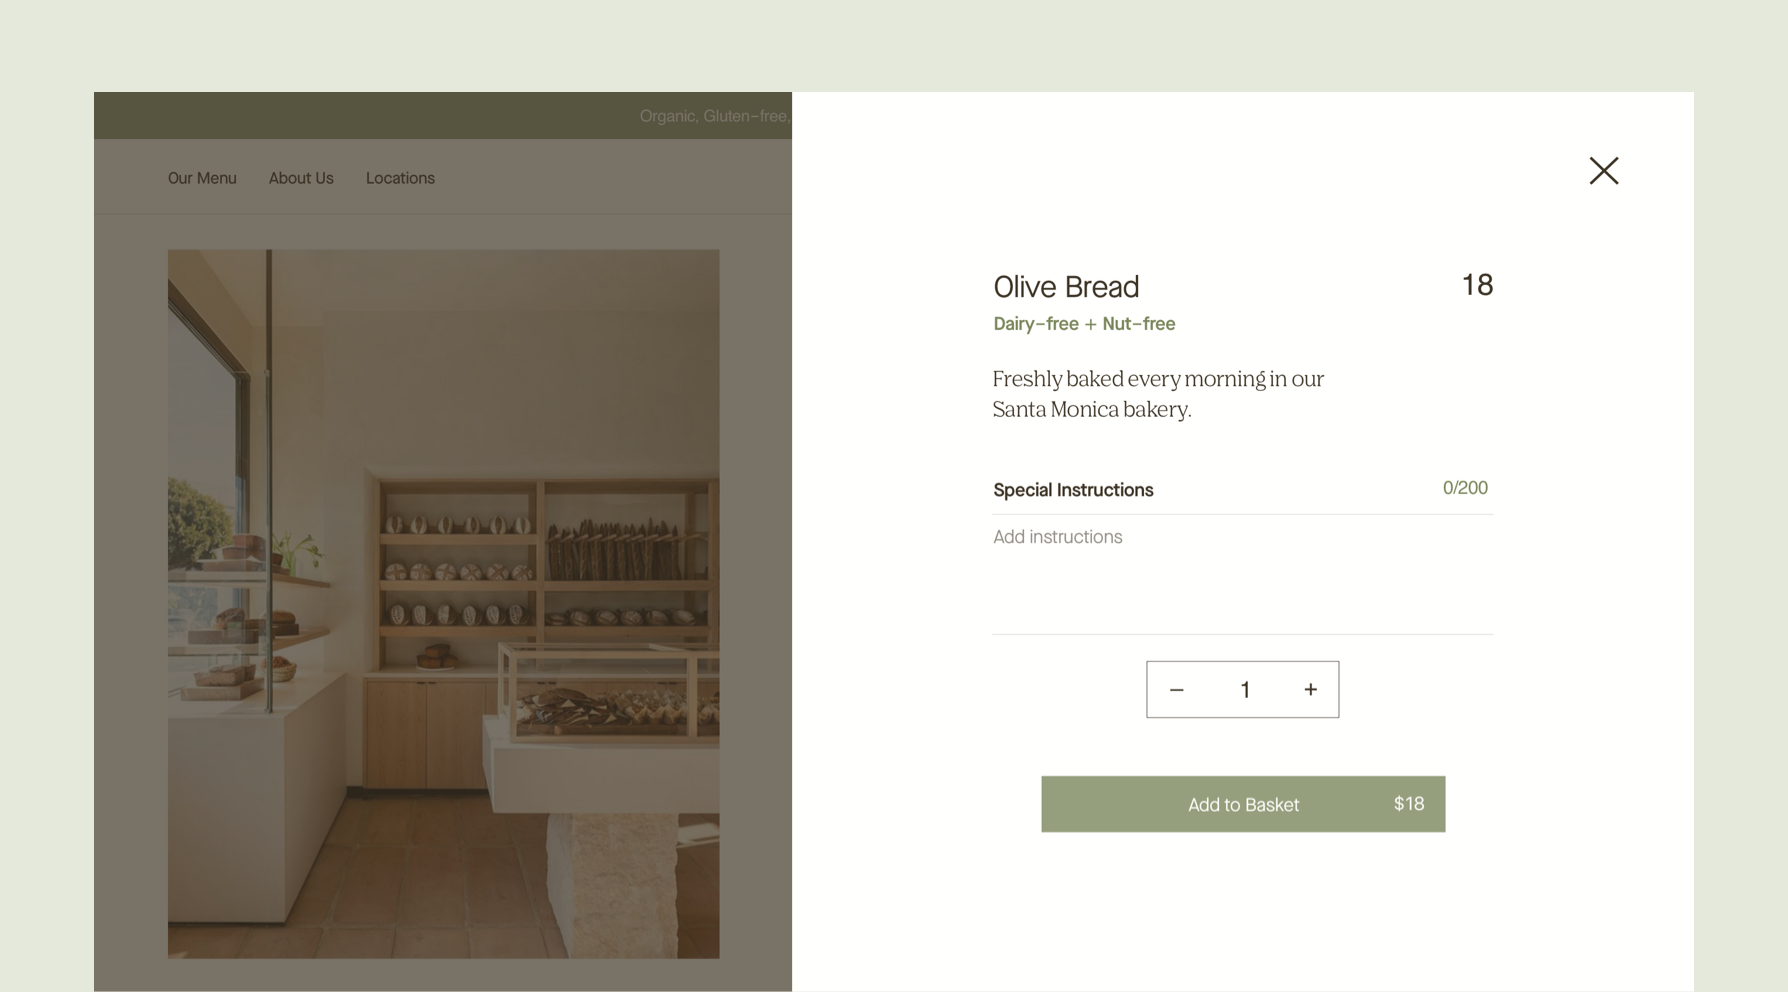 Organic, Gluten-free,
Our Menu About Us Locations
Olive Bread 18
Dairy-free + Nut-free
Freshly baked every morning in our
Santa Monica bakery.
Special Instructions 0/200
Add instructions
− 1 +
Add to Basket $18